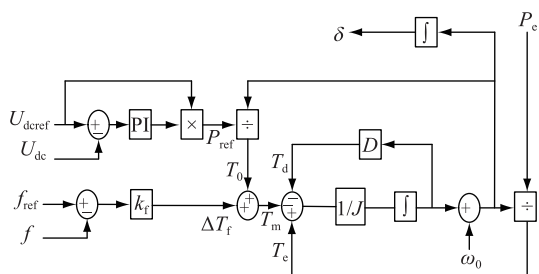 δ
∫
P_e
U_dcref
PI
×
P_ref
÷
U_dc
T_0
T_d
D
f_ref
k_f
ΔT_f
T_m
1/J
∫
÷
f
T_e
ω_0